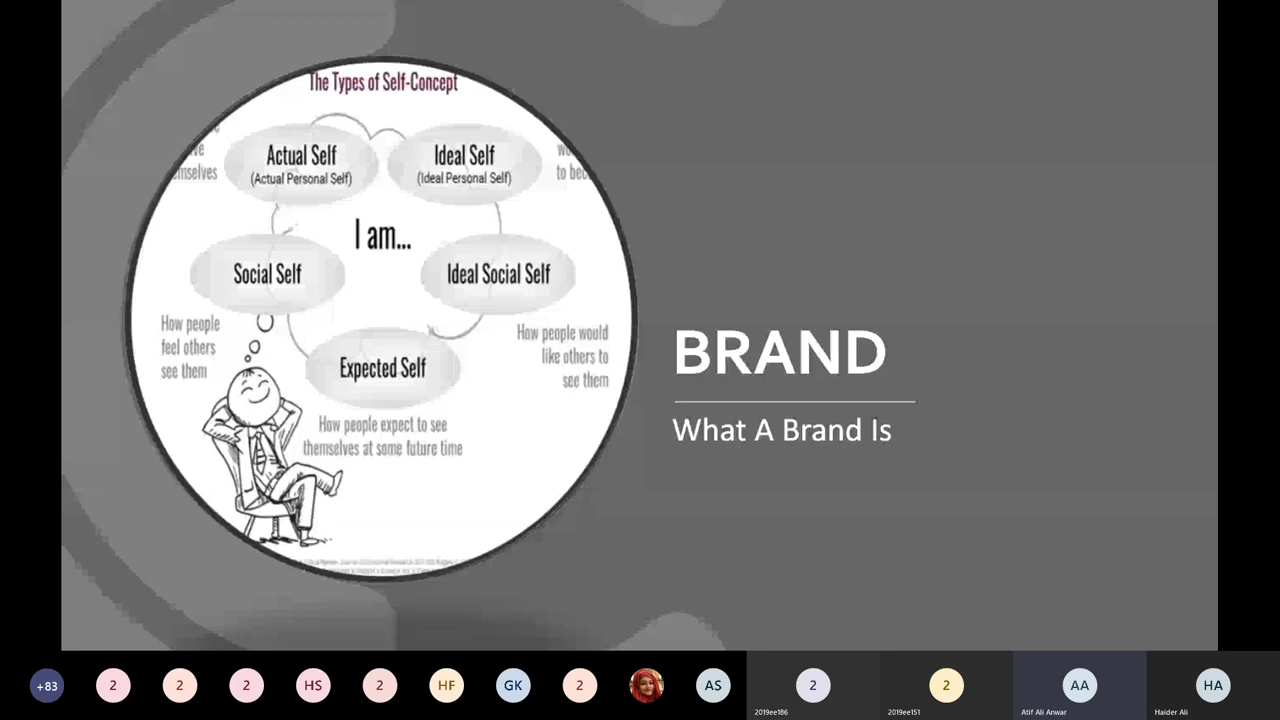 The Types of Self-Concept
Actual Self
(Actual Personal Self)
Ideal Self
(Ideal Personal Self)
I am...
Social Self
Ideal Social Self
How people
feel others
see them
How people would
like others to
see them
Expected Self
How people expect to see
themselves at some future time
BRAND
What A Brand Is
+83
2
2
2
HS
2
HF
GK
2
AS
2
2019ee186
2
2019ee151
AA
Atif Ali Anwar
HA
Haider Ali